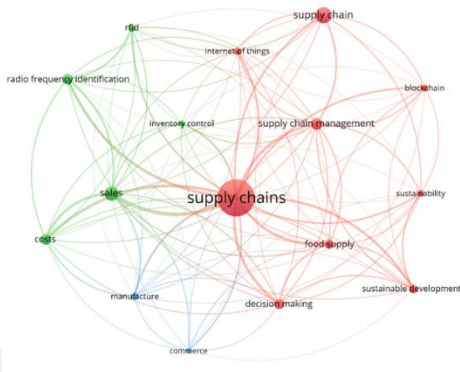 supply chain
rfid
internet of things
radio frequency identification
blockchain
inventory control
supply chain management
sales
supply chains
sustainability
costs
food supply
manufacture
decision making
sustainable development
commerce